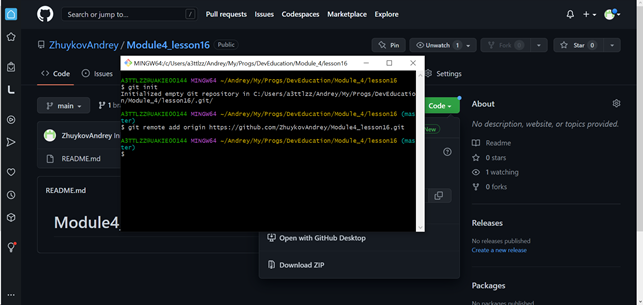 Search or jump to...
/
Pull requests Issues Codespaces Marketplace Explore
ZhuykovAndrey / Module4_lesson16 Public
Pin Unwatch 1 Fork 0 Star 0
Code Issues Settings
main 1
ZhuykovAndrey
README.md
README.md
Module4_
MINGW64:/c/Users/a3ttlzz/Andrey/My/Progs/DevEducation/Module_4/lesson16
MINGW64 ~/Andrey/My/Progs/DevEducation/Module_4/lesson16
$ git init
Initialized empty Git repository in C:/Users/a3ttlzz/Andrey/My/Progs/DevEducatio
n/Module_4/lesson16/.git/
MINGW64 ~/Andrey/My/Progs/DevEducation/Module_4/lesson16 (mas
ter)
$ git remote add origin https://github.com/ZhuykovAndrey/Module4_lesson16.git
MINGW64 ~/Andrey/My/Progs/DevEducation/Module_4/lesson16 (mas
ter)
$
Code
New
Open with GitHub Desktop
Download ZIP
About
No description, website, or topics provided.
Readme
0 stars
1 watching
0 forks
Releases
No releases published
Create a new release
Packages
No packages published